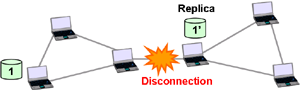 Replica
1'
1
Disconnection